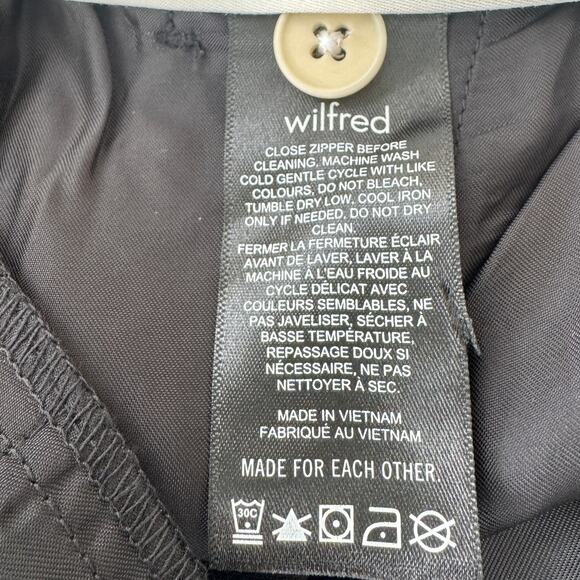 wilfred
CLOSE ZIPPER BEFORE
CLEANING. MACHINE WASH
COLD GENTLE CYCLE WITH LIKE
COLOURS. DO NOT BLEACH.
TUMBLE DRY LOW. COOL IRON
ONLY IF NEEDED. DO NOT DRY
CLEAN.
FERMER LA FERMETURE ÉCLAIR
AVANT DE LAVER, LAVER À LA
MACHINE À L'EAU FROIDE AU
CYCLE DÉLICAT AVEC
COULEURS SEMBLABLES, NE
PAS JAVELISER, SÉCHER À
BASSE TEMPÉRATURE,
REPASSAGE DOUX SI
NÉCESSAIRE, NE PAS
NETTOYER À SEC.
MADE IN VIETNAM
FABRIQUÉ AU VIETNAM
MADE FOR EACH OTHER.
30C